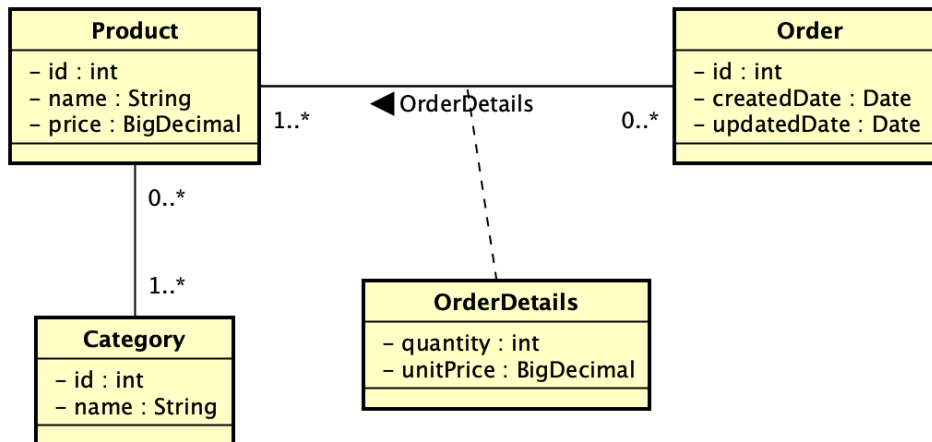 Product
– id : int
– name : String
– price : BigDecimal
1..*
◀ OrderDetails
0..*
Order
– id : int
– createdDate : Date
– updatedDate : Date
0..*
1..*
Category
– id : int
– name : String
OrderDetails
– quantity : int
– unitPrice : BigDecimal